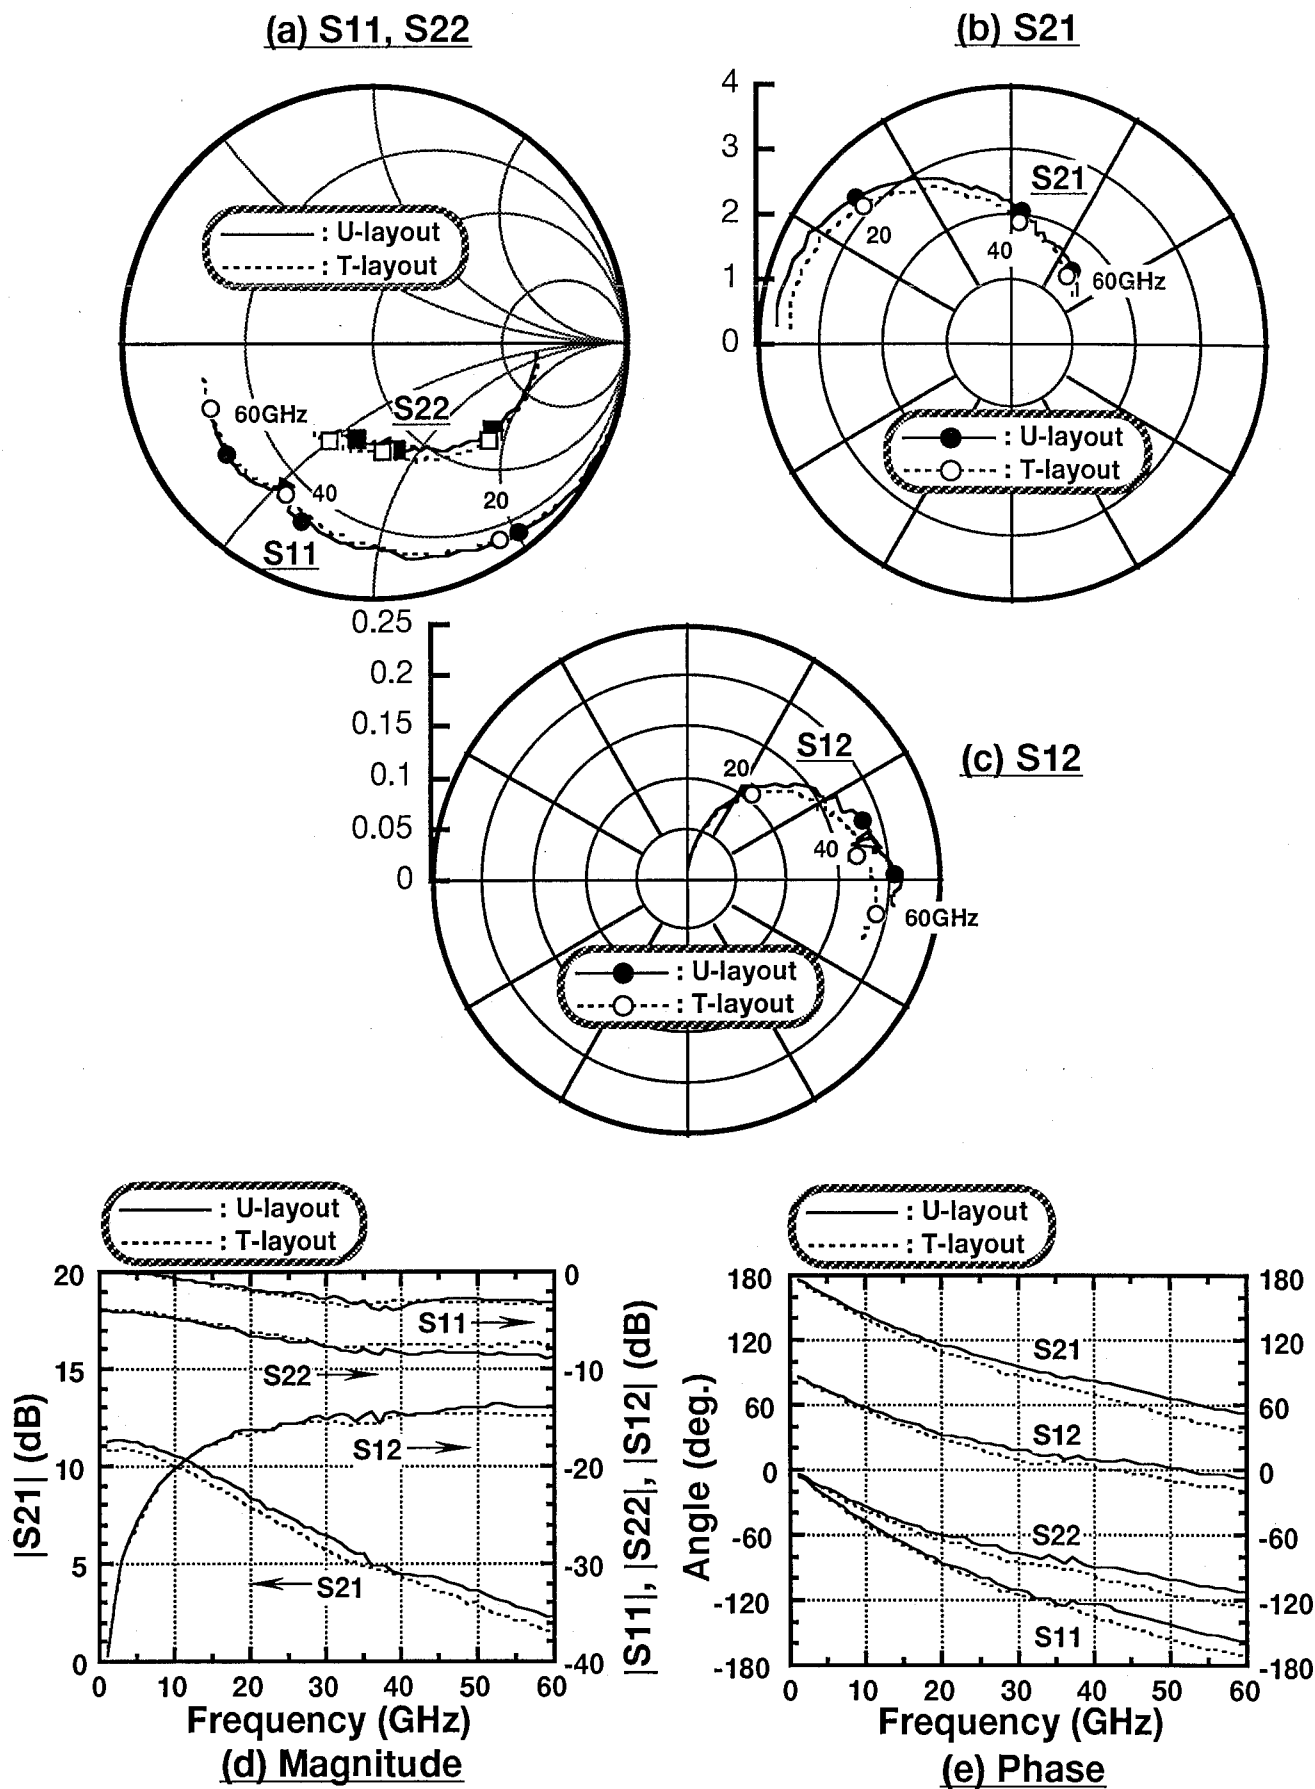 (a) S11, S22
(b) S21
: U-layout
: T-layout
S22
60GHz
40
20
S11
4
3
2
1
0
S21
20
40
60GHz
: U-layout
: T-layout
0.25
0.2
0.15
0.1
0.05
0
S12
20
40
60GHz
(c) S12
: U-layout
: T-layout
: U-layout
: T-layout
20
15
10
5
0
|S21| (dB)
0
-10
-20
-30
-40
|S11|, |S22|, |S12| (dB)
S11
S22
S12
S21
0 10 20 30 40 50 60
Frequency (GHz)
(d) Magnitude
: U-layout
: T-layout
180
120
60
0
-60
-120
-180
Angle (deg.)
180
120
60
0
-60
-120
-180
S21
S12
S22
S11
0 10 20 30 40 50 60
Frequency (GHz)
(e) Phase